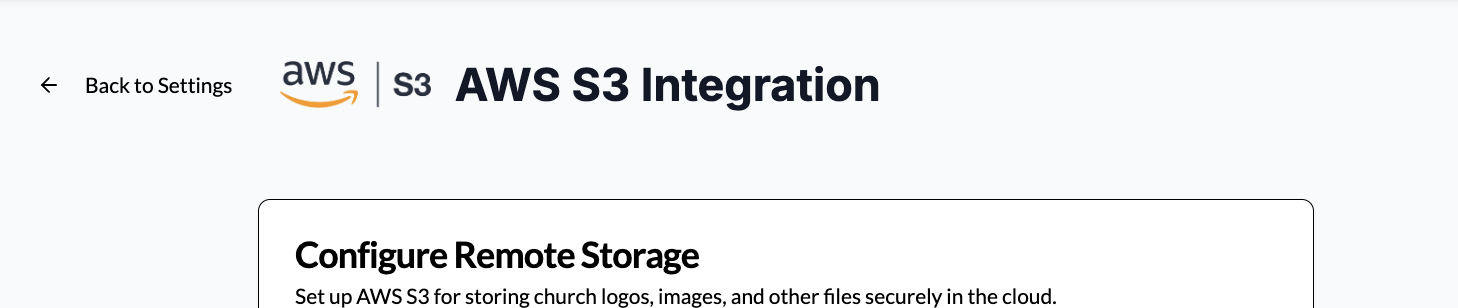 Back to Settings
aws | S3
AWS S3 Integration
Configure Remote Storage
Set up AWS S3 for storing church logos, images, and other files securely in the cloud.